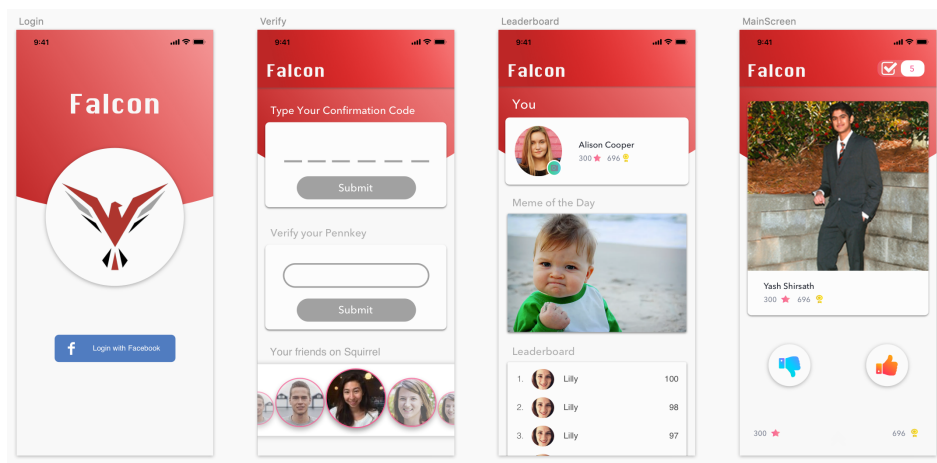 Login
9:41
Falcon
Login with Facebook
Verify
9:41
Falcon
Type Your Confirmation Code
Submit
Verify your Pennkey
Submit
Your friends on Squirrel
Leaderboard
9:41
Falcon
You
Alison Cooper
300 696
Meme of the Day
Leaderboard
1. Lilly 100
2. Lilly 98
3. Lilly 97
MainScreen
9:41
Falcon
5
Yash Shirsath
300 696
300 696